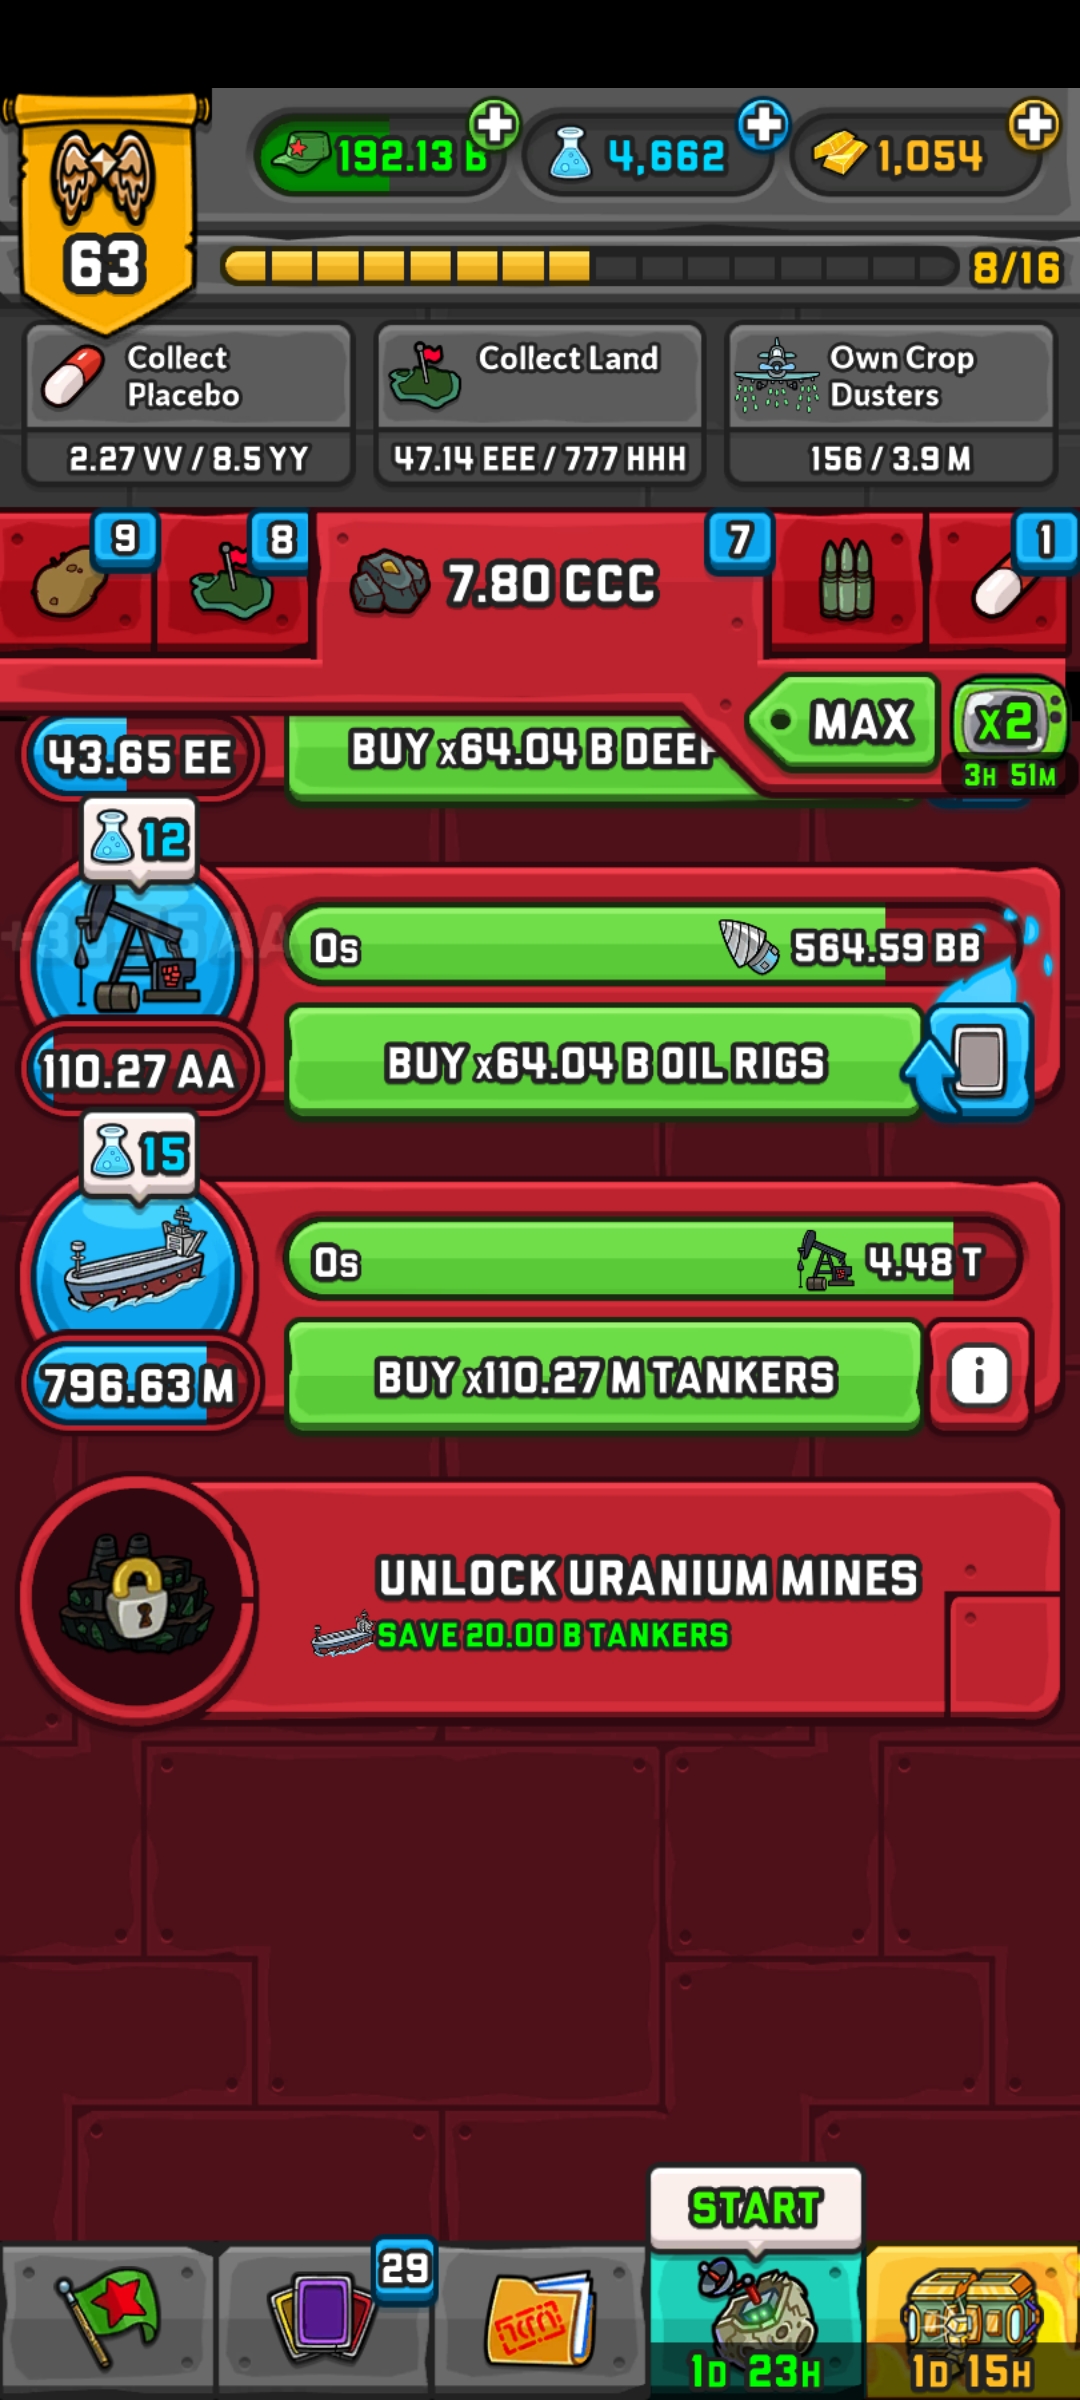 192.13 B
4,662
1,054
63
8/16
Collect
Placebo
2.27 VV / 8.5 YY
Collect Land
47.14 EEE / 777 HHH
Own Crop
Dusters
156 / 3.9 M
9
8
7.80 CCC
7
1
MAX
x2
3H 51M
43.65 EE
BUY x64.04 B DEEP
12
0s
564.59 BB
110.27 AA
BUY x64.04 B OIL RIGS
15
0s
4.48 T
796.63 M
BUY x110.27 M TANKERS
i
UNLOCK URANIUM MINES
SAVE 20.00 B TANKERS
START
29
1D 23H
1D 15H